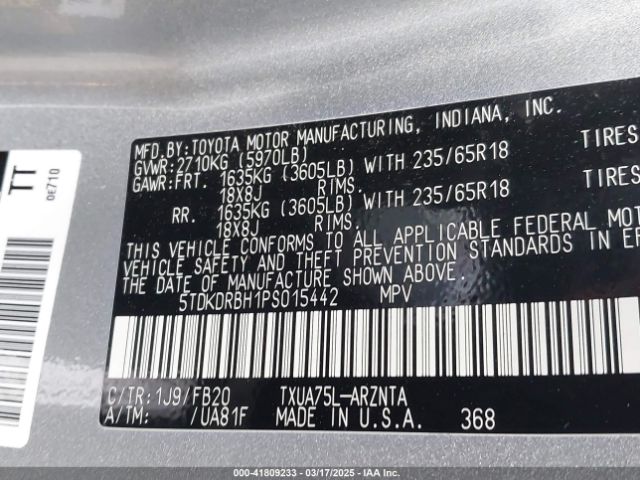 MFD.BY:TOYOTA MOTOR MANUFACTURING, INDIANA, INC.
GVWR:2710KG (5970LB)
GAWR:FRT. 1635KG (3605LB) WITH 235/65R18 TIRES
18X8J RIMS.
RR. 1635KG (3605LB) WITH 235/65R18 TIRES
18X8J RIMS.
THIS VEHICLE CONFORMS TO ALL APPLICABLE FEDERAL MOT
VEHICLE SAFETY AND THEFT PREVENTION STANDARDS IN EF
THE DATE OF MANUFACTURE SHOWN ABOVE.
5TDKDRBH1PS015442 MPV
C/TR:1J9/FB20 TXUA75L-ARZNTA
A/TM: /UA81F MADE IN U.S.A. 368
TT
0E710
000-41809233 - 03/17/2025 - IAA Inc.